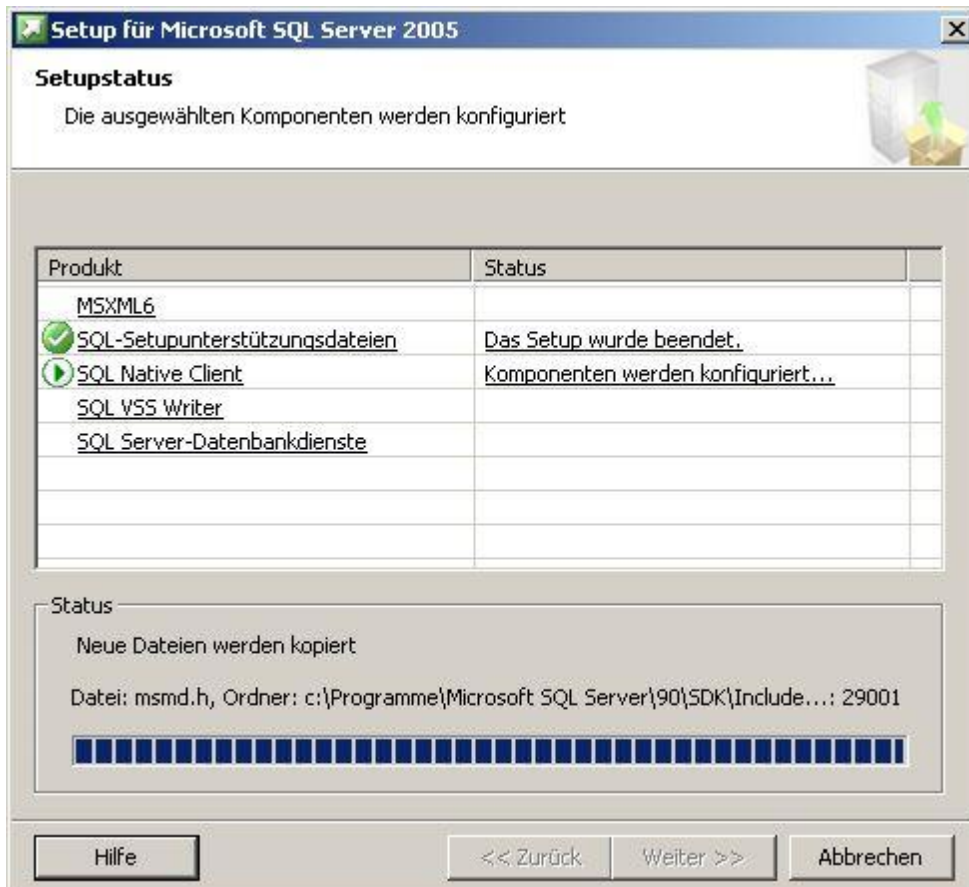 Setup für Microsoft SQL Server 2005
Setupstatus
Die ausgewählten Komponenten werden konfiguriert
Produkt Status
MSXML6
SQL-Setupunterstützungsdateien Das Setup wurde beendet.
SQL Native Client Komponenten werden konfiguriert...
SQL VSS Writer
SQL Server-Datenbankdienste
Status
Neue Dateien werden kopiert
Datei: msmd.h, Ordner: c:\Programme\Microsoft SQL Server\90\SDK\Include...: 29001
Hilfe << Zurück Weiter >> Abbrechen